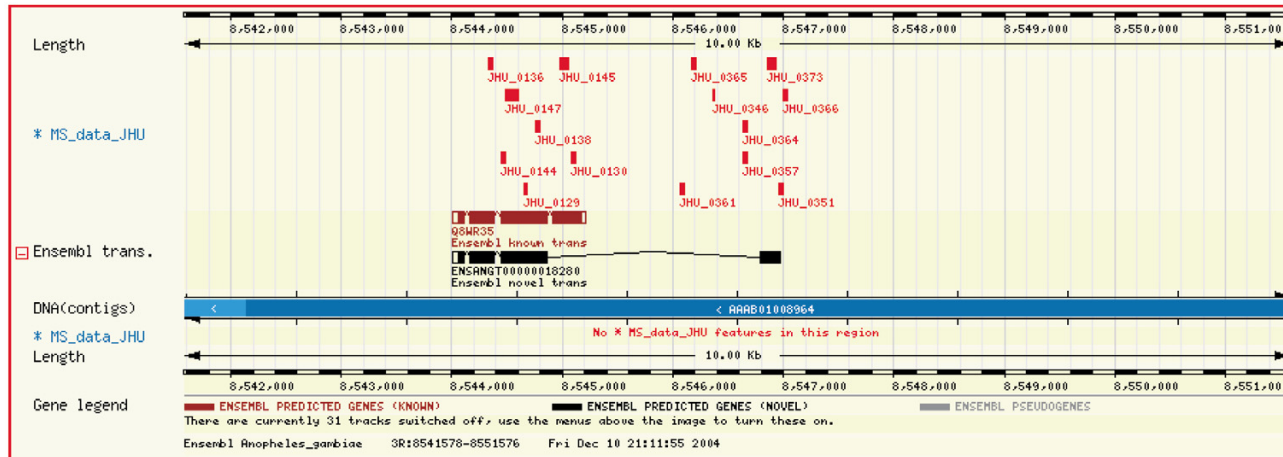 8,542,000 8,543,000 8,544,000 8,545,000 8,546,000 8,547,000 8,548,000 8,549,000 8,550,000 8,551,000
Length 10.00 Kb
JHU_0136 JHU_0145 JHU_0365 JHU_0373
JHU_0147 JHU_0346 JHU_0366
* MS_data_JHU JHU_0138 JHU_0364
JHU_0144 JHU_0130 JHU_0357
JHU_0129 JHU_0361 JHU_0351
Q8WR35
Ensembl known trans
Ensembl trans.
ENSANGT00000018280
Ensembl novel trans
DNA(contigs) < < AAAB01008964
* MS_data_JHU No * MS_data_JHU features in this region
Length 10.00 Kb
8,542,000 8,543,000 8,544,000 8,545,000 8,546,000 8,547,000 8,548,000 8,549,000 8,550,000 8,551,000
Gene legend ENSEMBL PREDICTED GENES (KNOWN) ENSEMBL PREDICTED GENES (NOVEL) ENSEMBL PSEUDOGENES
There are currently 31 tracks switched off, use the menus above the image to turn these on.
Ensembl Anopheles_gambiae 3R:8541578-8551576 Fri Dec 10 21:11:55 2004